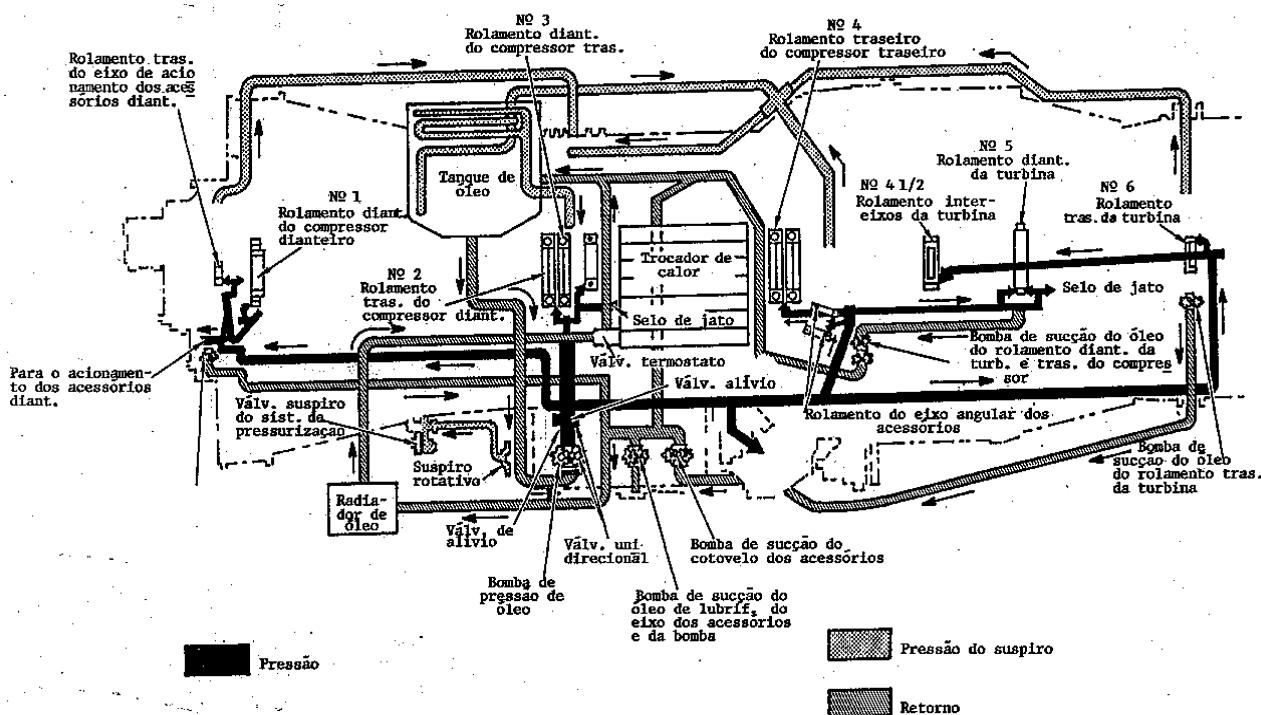 Nº 3
Rolamento diant.
do compressor tras.
Nº 4
Rolamento traseiro
do compressor traseiro
Rolamento tras.
do eixo de acio
namento dos aces
sórios diant.
Tanque de
óleo
Nº 1
Rolamento diant.
do compressor
dianteiro
Nº 5
Rolamento diant.
da turbina
Nº 4 1/2
Rolamento inter-
eixos da turbina
Nº 6
Rolamento
tras.da turbina
Trocador de
calor
Nº 2
Rolamento
tras. do
compressor diant.
Selo de jato
Selo de jato
Válv. termostato
Bomba de sucção do óleo
do rolamento diant. da
turb. e tras. do compres
sor
Para o acionamen-
to dos acessórios
diant.
Válv. suspiro
do sist. de
pressurização
Válv. alívio
Rolamento do eixo angular dos
acessórios
Suspiro
rotativo
Bomba de
sucção do óleo
do rolamento tras.
da turbina
Radia-
dor de
óleo
Válv. de
alívio
Válv. uni-
direcional
Bomba de sucção do
cotovelo dos acessórios
Bomba de
pressão de
óleo
Bomba de sucção do
óleo de lubrif. do
eixo dos acessórios
e da bomba
Pressão
Pressão do suspiro
Retorno